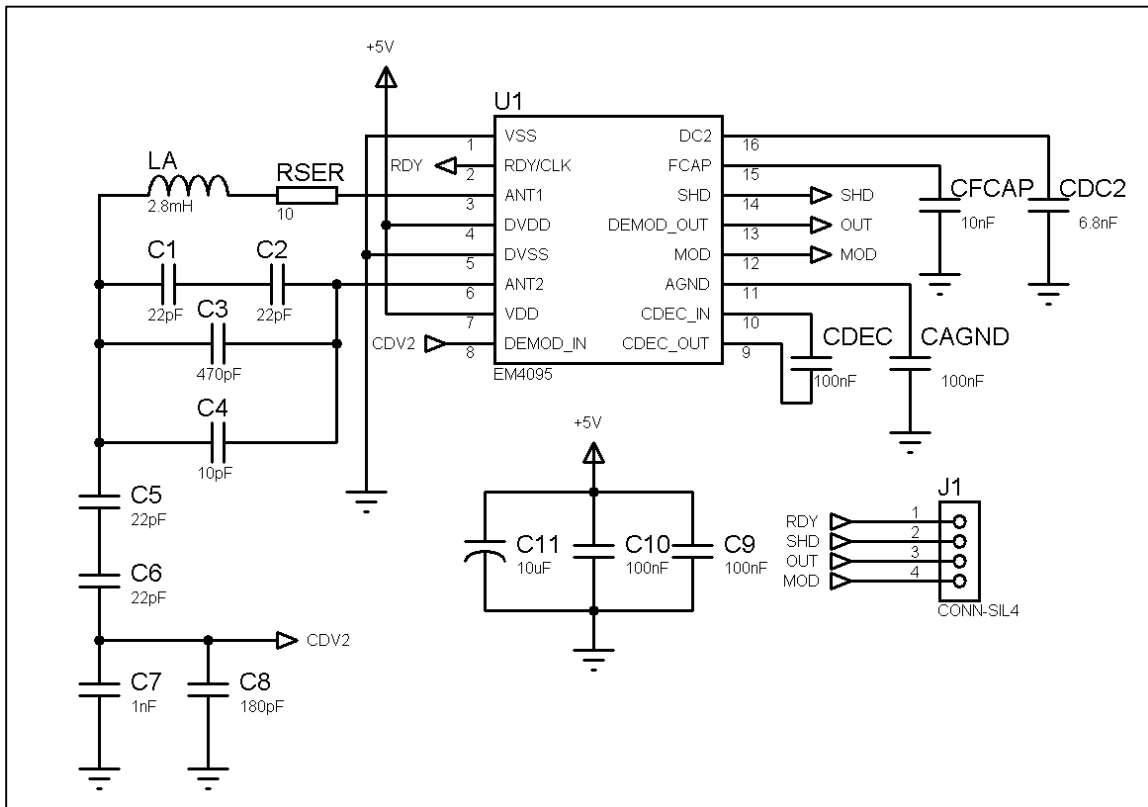 +5V
U1
1 VSS DC2 16
RDY 2 RDY/CLK FCAP 15
LA 2.8mH
RSER 10
3 ANT1 SHD 14 SHD
CFCAP 10nF
CDC2 6.8nF
4 DVDD DEMOD_OUT 13 OUT
5 DVSS MOD 12 MOD
C1 22pF
C2 22pF
6 ANT2 AGND 11
7 VDD CDEC_IN 10
CDV2 8 DEMOD_IN CDEC_OUT 9
EM4095
C3 470pF
CDEC 100nF
CAGND 100nF
C4 10pF
+5V
C5 22pF
C6 22pF
C11 10uF
C10 100nF
C9 100nF
J1
RDY 1
SHD 2
OUT 3
MOD 4
CONN-SIL4
CDV2
C7 1nF
C8 180pF